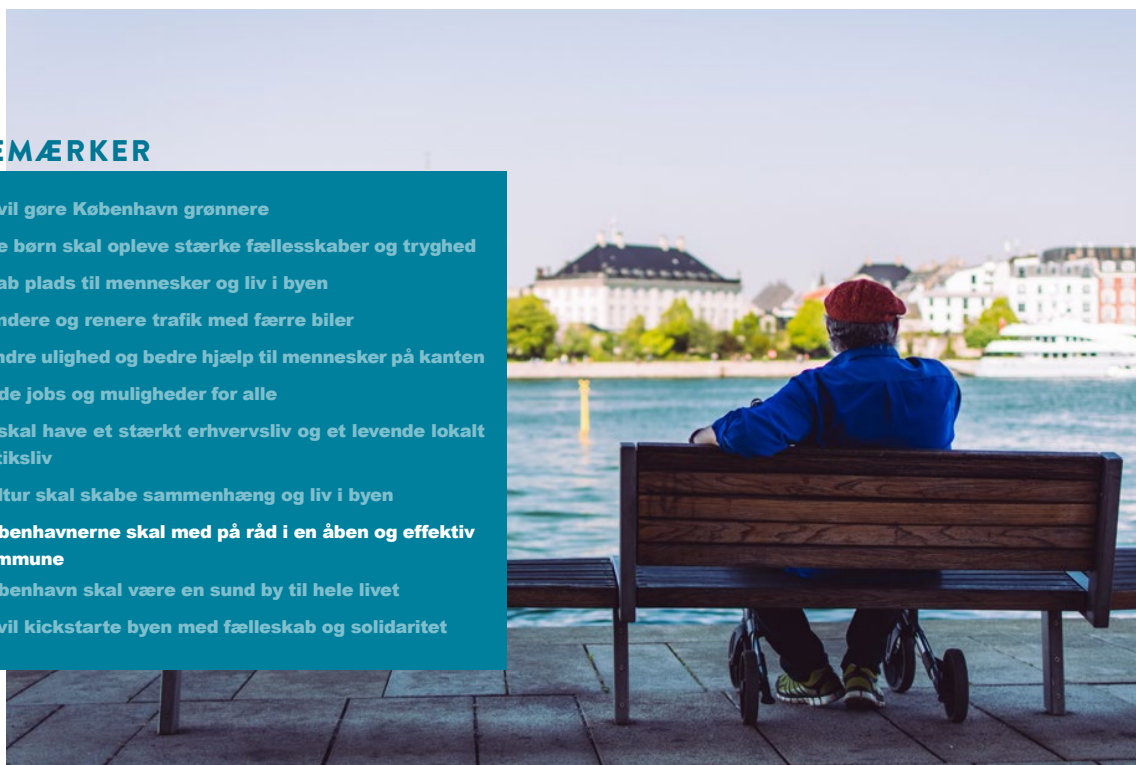 EMÆRKER
vil gøre København grønnere
e børn skal opleve stærke fællesskaber og tryghed
ab plads til mennesker og liv i byen
ndere og renere trafik med færre biler
ndre ulighed og bedre hjælp til mennesker på kanten
de jobs og muligheder for alle
skal have et stærkt erhvervsliv og et levende lokalt
tiksliv
ltur skal skabe sammenhæng og liv i byen
benhavnerne skal med på råd i en åben og effektiv
mmune
benhavn skal være en sund by til hele livet
vil kickstarte byen med fælleskab og solidaritet